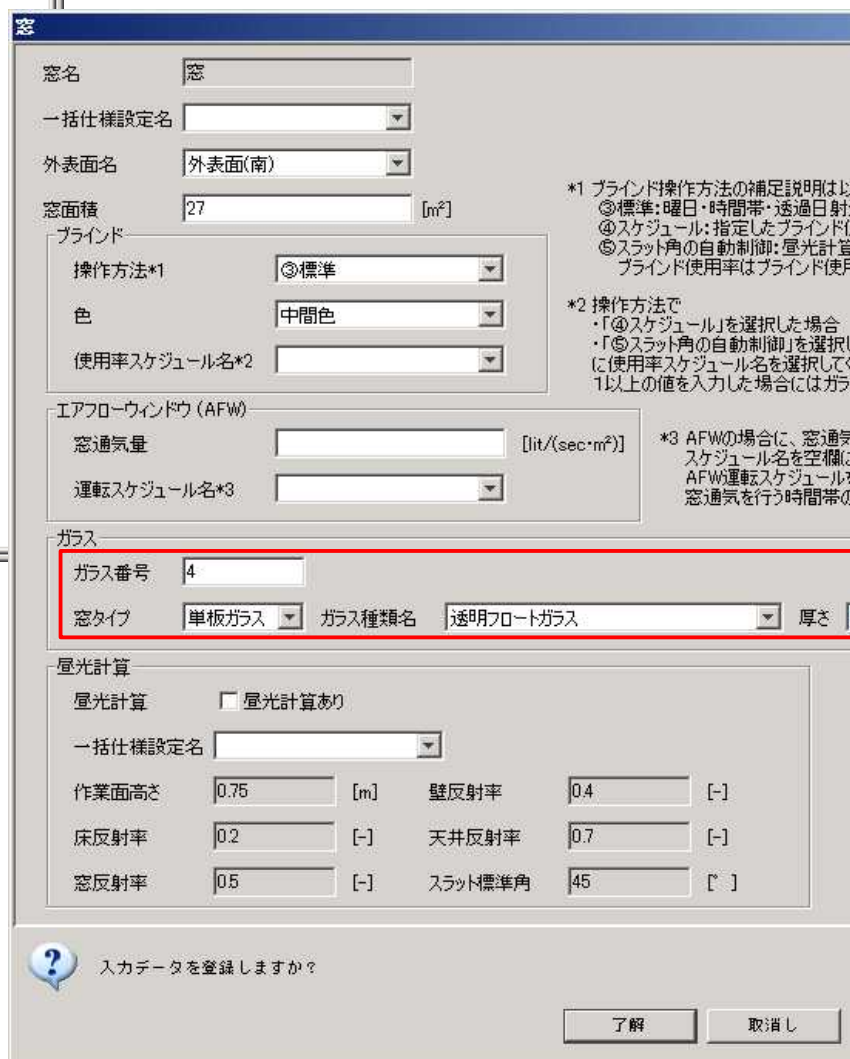 窓
窓名 窓
一括仕様設定名
外表面名 外表面(南)
窓面積 27 [m²]
ブラインド
操作方法*1 ③標準
色 中間色
使用率スケジュール名*2
*1 ブラインド操作方法の補足説明は以
③標準:曜日・時間帯・透過日射
④スケジュール:指定したブラインド
⑤スラット角の自動制御:昼光計算
ブラインド使用率はブラインド使用
*2 操作方法で
・「④スケジュール」を選択した場合
・「⑤スラット角の自動制御」を選択し
に使用率スケジュール名を選択して
1以上の値を入力した場合にはガラ
エアフローウィンドウ(AFW)
窓通気量 [lit/(sec・m²)]
運転スケジュール名*3
*3 AFWの場合に、窓通気
スケジュール名を空欄に
AFW運転スケジュールを
窓通気を行う時間帯の
ガラス
ガラス番号 4
窓タイプ 単板ガラス ガラス種類名 透明フロートガラス 厚さ
昼光計算
昼光計算 昼光計算あり
一括仕様設定名
作業面高さ 0.75 [m] 壁反射率 0.4 [-]
床反射率 0.2 [-] 天井反射率 0.7 [-]
窓反射率 0.5 [-] スラット標準角 45 [° ]
入力データを登録しますか?
了解 取消し